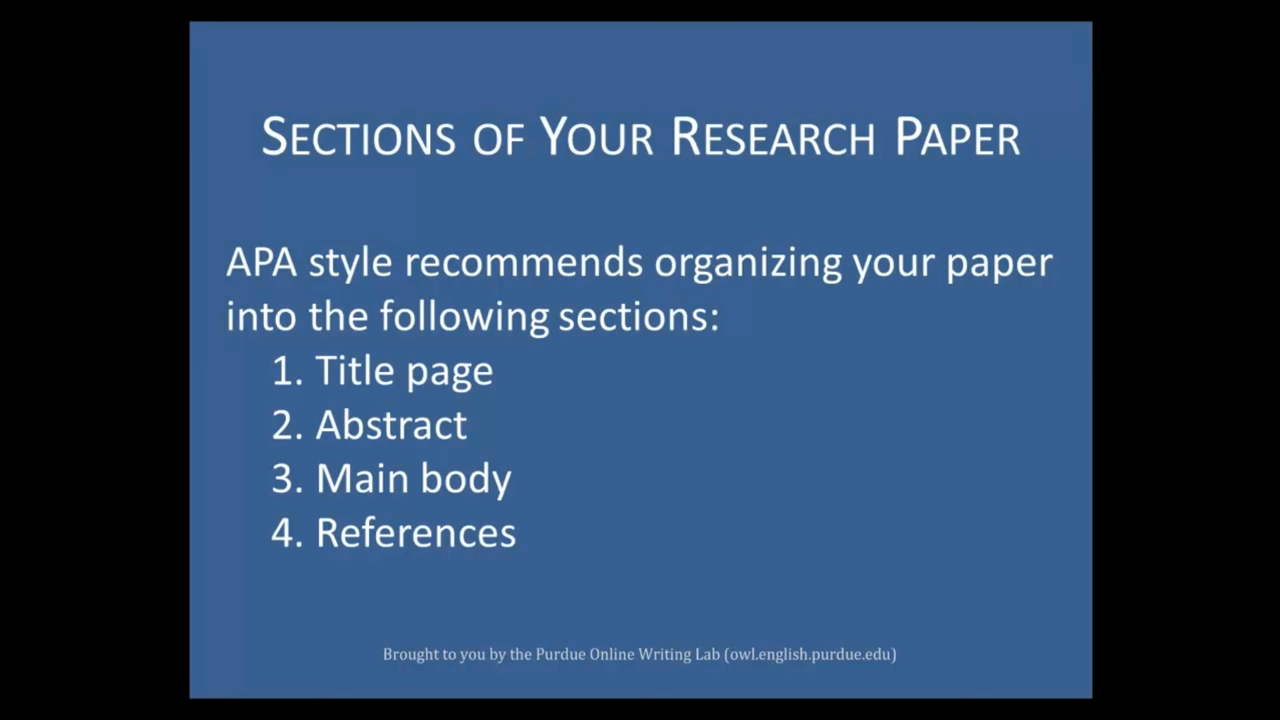 SECTIONS OF YOUR RESEARCH PAPER
APA style recommends organizing your paper
into the following sections:
1. Title page
2. Abstract
3. Main body
4. References
Brought to you by the Purdue Online Writing Lab (owl.english.purdue.edu)